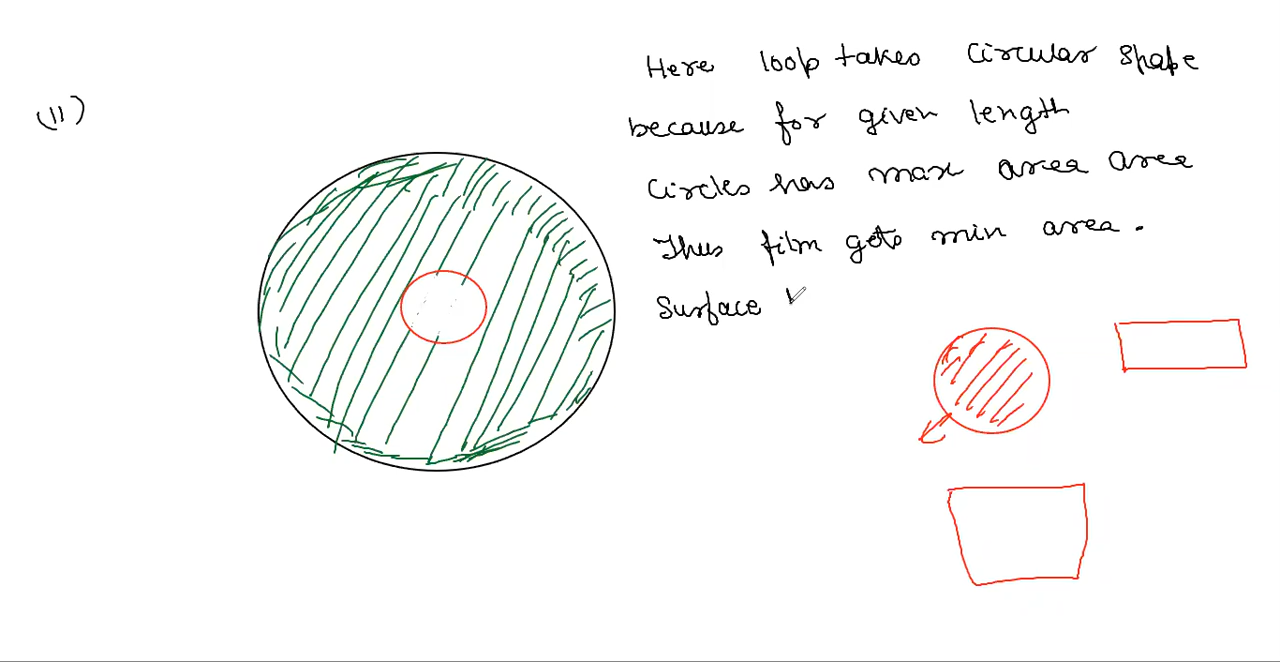 (11)
Here loop takes circular shape
because for given length
Circles has max area area
Thus film gets min area.
Surface